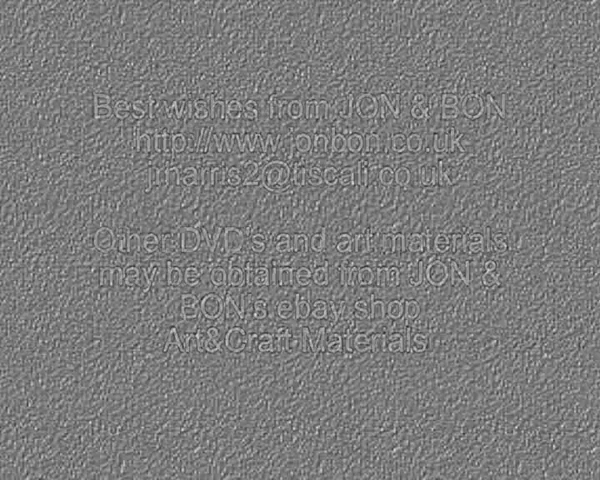 Best wishes from JON & BON
http://www.jonbon.co.uk
jrharris2@tiscali.co.uk
Other DVD's and art materials
may be obtained from JON &
BON's ebay shop
Art&Craft Materials